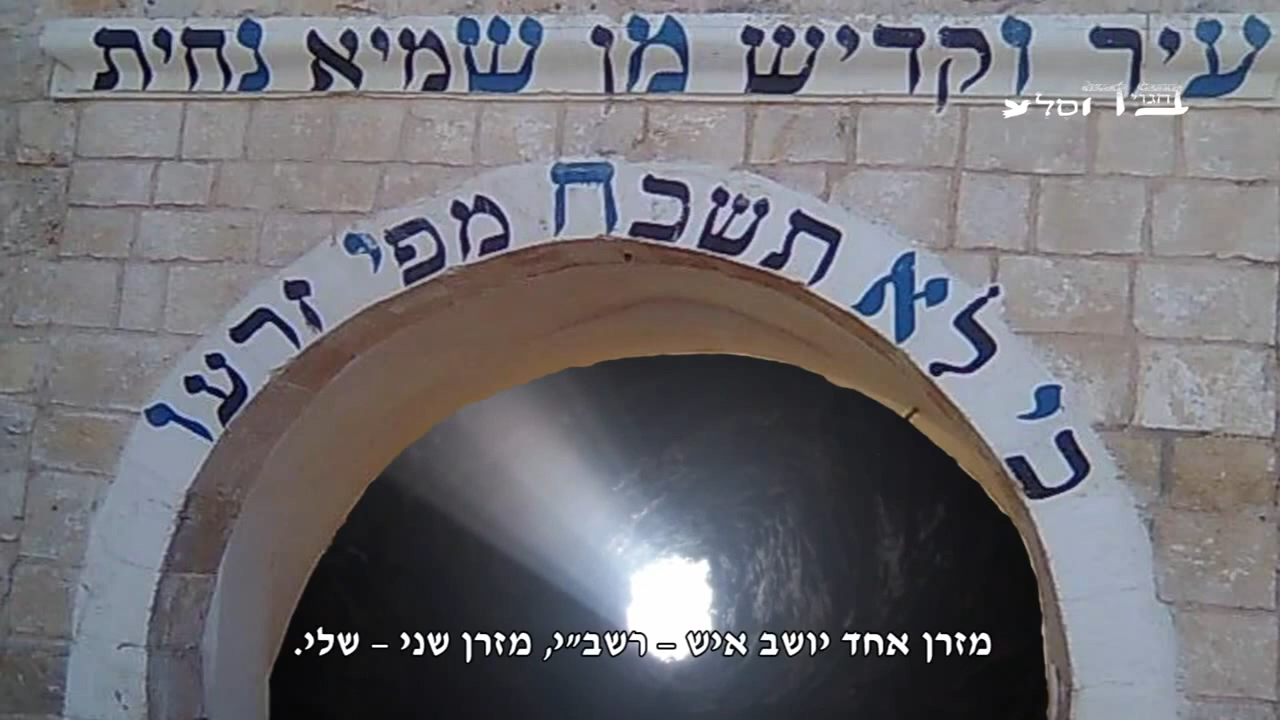 עיר וקדיש מן שמיא נחית
כי לא תשכח מפי זרעו
מזרן אחד יושב איש – רשב״י, מזרן שני – שלי.